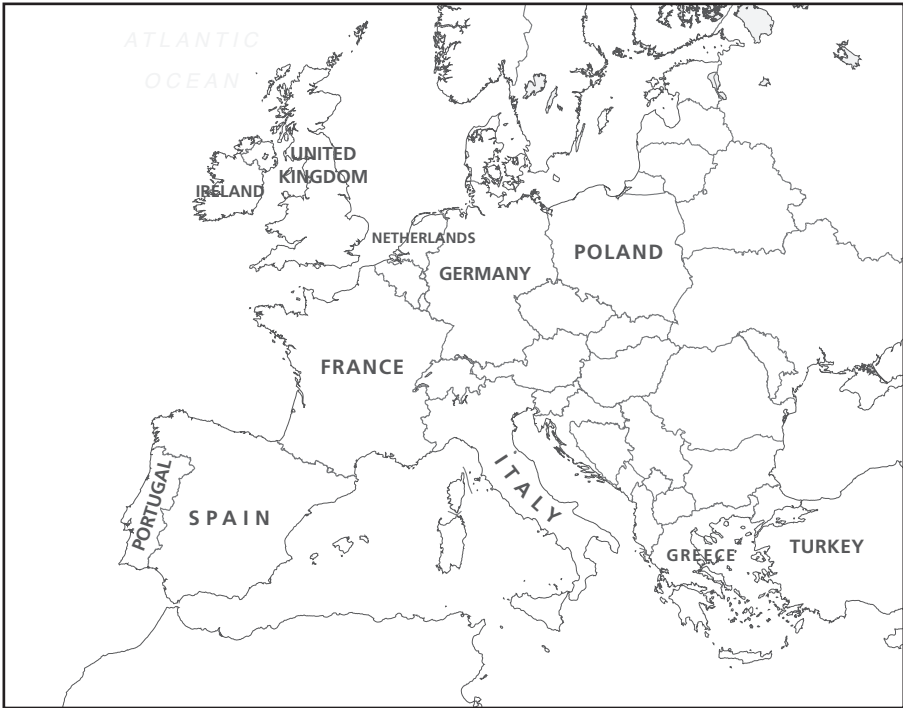 ATLANTIC
OCEAN
UNITED
KINGDOM
IRELAND
NETHERLANDS
POLAND
GERMANY
FRANCE
ITALY
PORTUGAL
SPAIN
GREECE
TURKEY